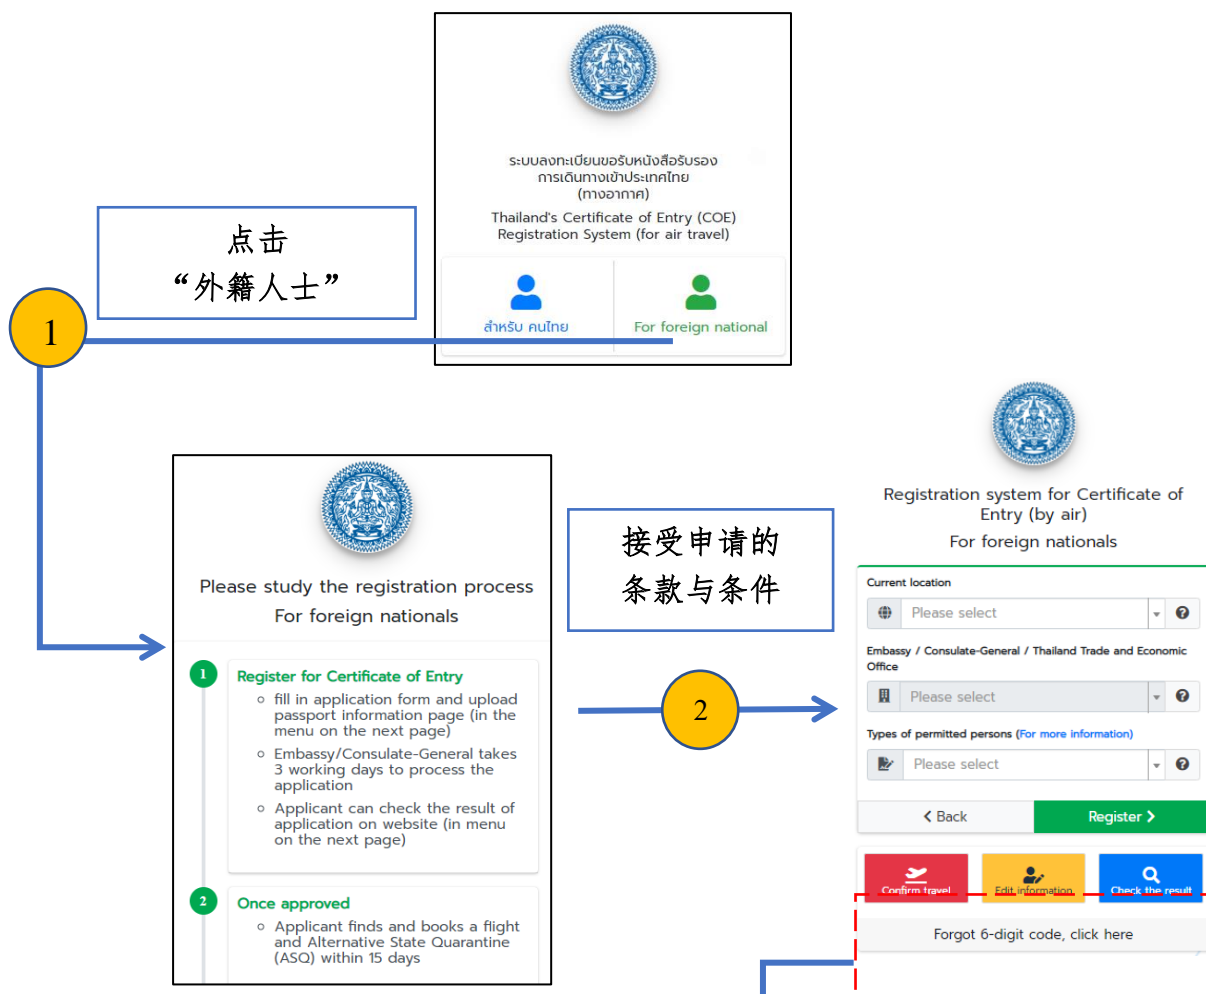 ระบบลงทะเบียนขอรับหนังสือรับรอง
การเดินทางเข้าประเทศไทย
(ทางอากาศ)
Thailand's Certificate of Entry (COE)
Registration System (for air travel)
สำหรับ คนไทย
For foreign national
点击
“外籍人士”
1
Please study the registration process
For foreign nationals
1
Register for Certificate of Entry
fill in application form and upload
passport information page (in the
menu on the next page)
Embassy/Consulate-General takes
3 working days to process the
application
Applicant can check the result of
application on website (in menu
on the next page)
2
Once approved
Applicant finds and books a flight
and Alternative State Quarantine
(ASQ) within 15 days
接受申请的
条款与条件
2
Registration system for Certificate of
Entry (by air)
For foreign nationals
Current location
Please select
Embassy / Consulate-General / Thailand Trade and Economic
Office
Please select
Types of permitted persons (For more information)
Please select
Back
Register
Confirm travel
Edit information
Check the result
Forgot 6-digit code, click here